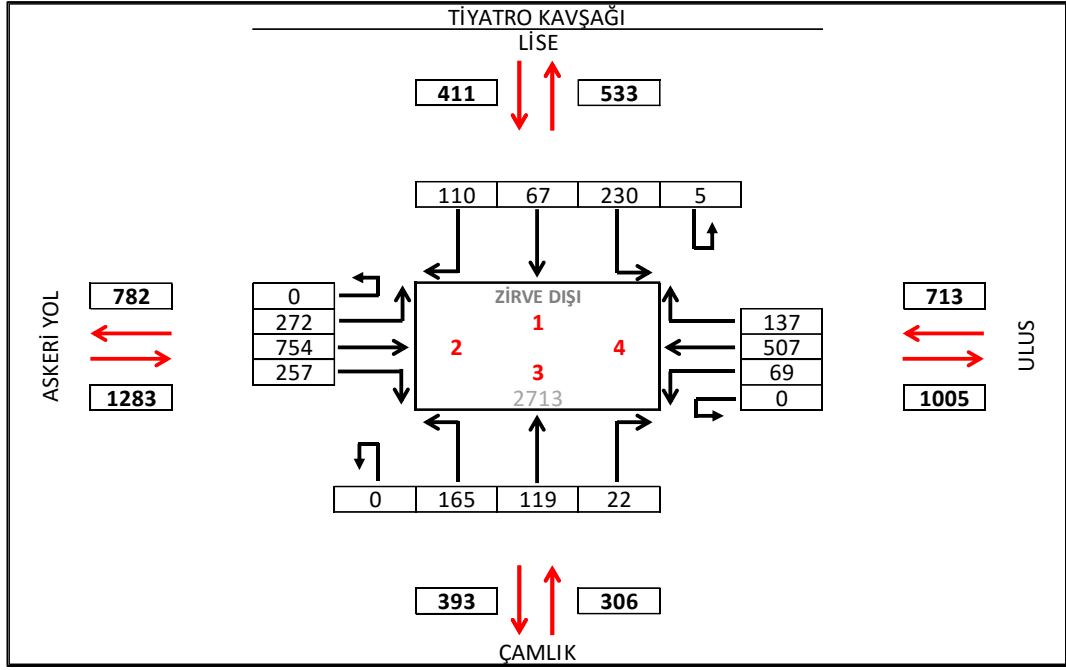 TİYATRO KAVŞAĞI
LİSE
411 533
110 67 230 5
ASKERİ YOL
782
1283
0
272
754
257
ZİRVE DIŞI
1
2 4
3
2713
137
507
69
0
713
1005
ULUS
0 165 119 22
393 306
ÇAMLIK